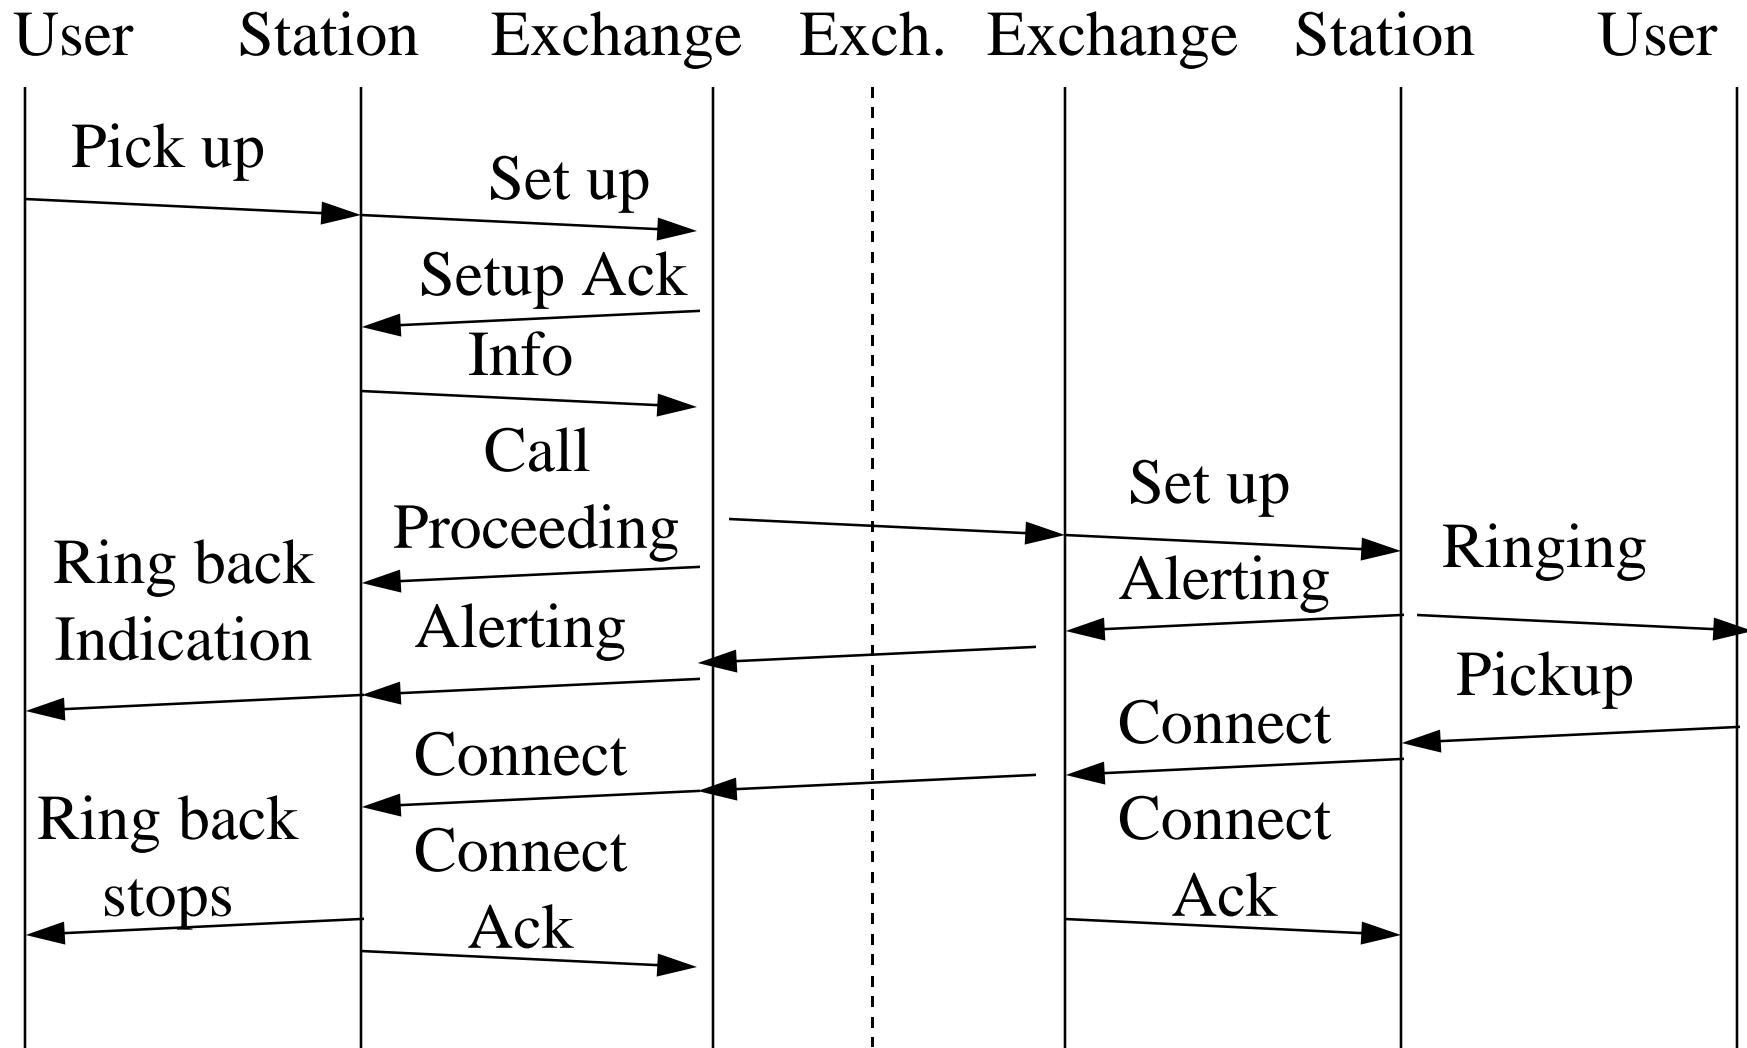 User Station Exchange Exch. Exchange Station User
Pick up
Set up
Setup Ack
Info
Call
Proceeding
Set up
Ringing
Ring back
Indication
Alerting
Alerting
Pickup
Connect
Connect
Ring back
stops
Connect
Ack
Connect
Ack